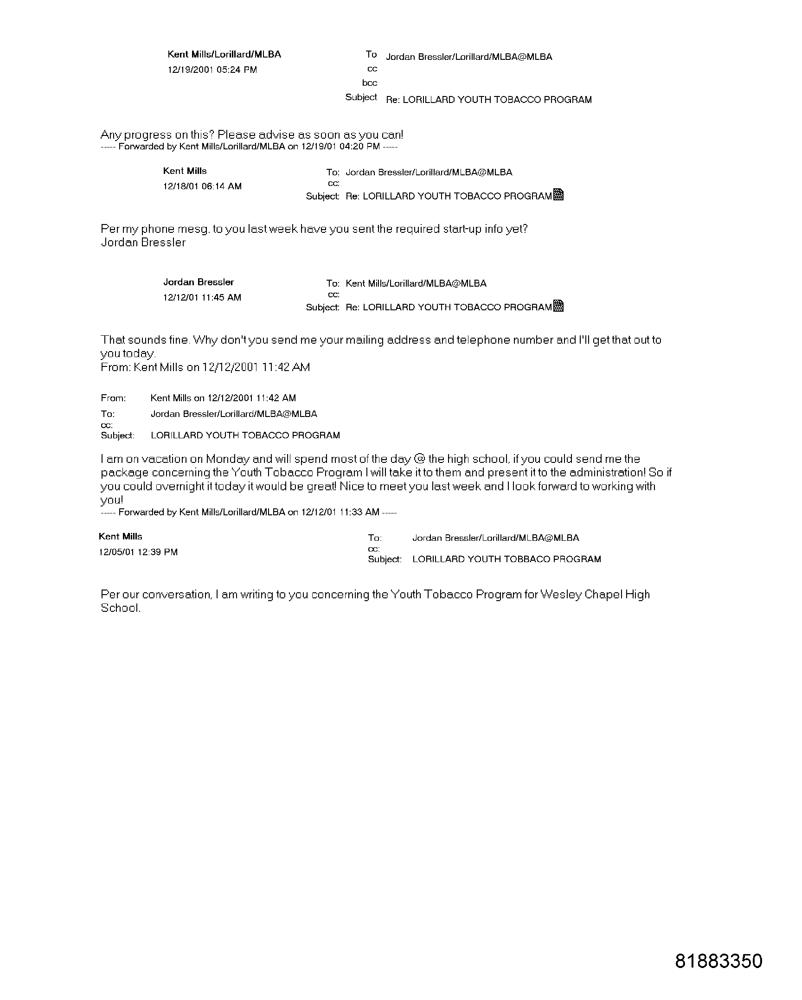 Kent Mills/Lorillard/MLBA To Jordan Bressler/Lorillard/MLBA@MLBA
12/19/2001 05:24 PM cc
bcc
Subject Re: LORILLARD YOUTH TOBACCO PROGRAM
Any progress on this? Please advise as soon as you can!
----- Forwarded by Kent Mills/Lorillard/MLBA on 12/19/01 04:20 PM -----
Kent Mills To: Jordan Bressler/Lorillard/MLBA@MLBA
12/18/01 06:14 AM cc:
Subject: Re: LORILLARD YOUTH TOBACCO PROGRAM
Per my phone mesg. to you last week have you sent the required start-up info yet?
Jordan Bressler
Jordan Bressler To: Kent Mills/Lorillard/MLBA@MLBA
12/12/01 11:45 AM cc:
Subject: Re: LORILLARD YOUTH TOBACCO PROGRAM
That sounds fine. Why don't you send me your mailing address and telephone number and I'll get that out to
you today.
From: Kent Mills on 12/12/2001 11:42 AM
From: Kent Mills on 12/12/2001 11:42 AM
To: Jordan Bressler/Lorillard/MLBA@MLBA
cc:
Subject: LORILLARD YOUTH TOBACCO PROGRAM
I am on vacation on Monday and will spend most of the day @ the high school, if you could send me the
package concerning the Youth Tobacco Program I will take it to them and present it to the administration! So if
you could overnight it today it would be great! Nice to meet you last week and I look forward to working with
you!
----- Forwarded by Kent Mills/Lorillard/MLBA on 12/12/01 11:33 AM -----
Kent Mills To: Jordan Bressler/Lorillard/MLBA@MLBA
12/05/01 12:39 PM cc:
Subject: LORILLARD YOUTH TOBBACO PROGRAM
Per our conversation, I am writing to you concerning the Youth Tobacco Program for Wesley Chapel High
School.
81883350